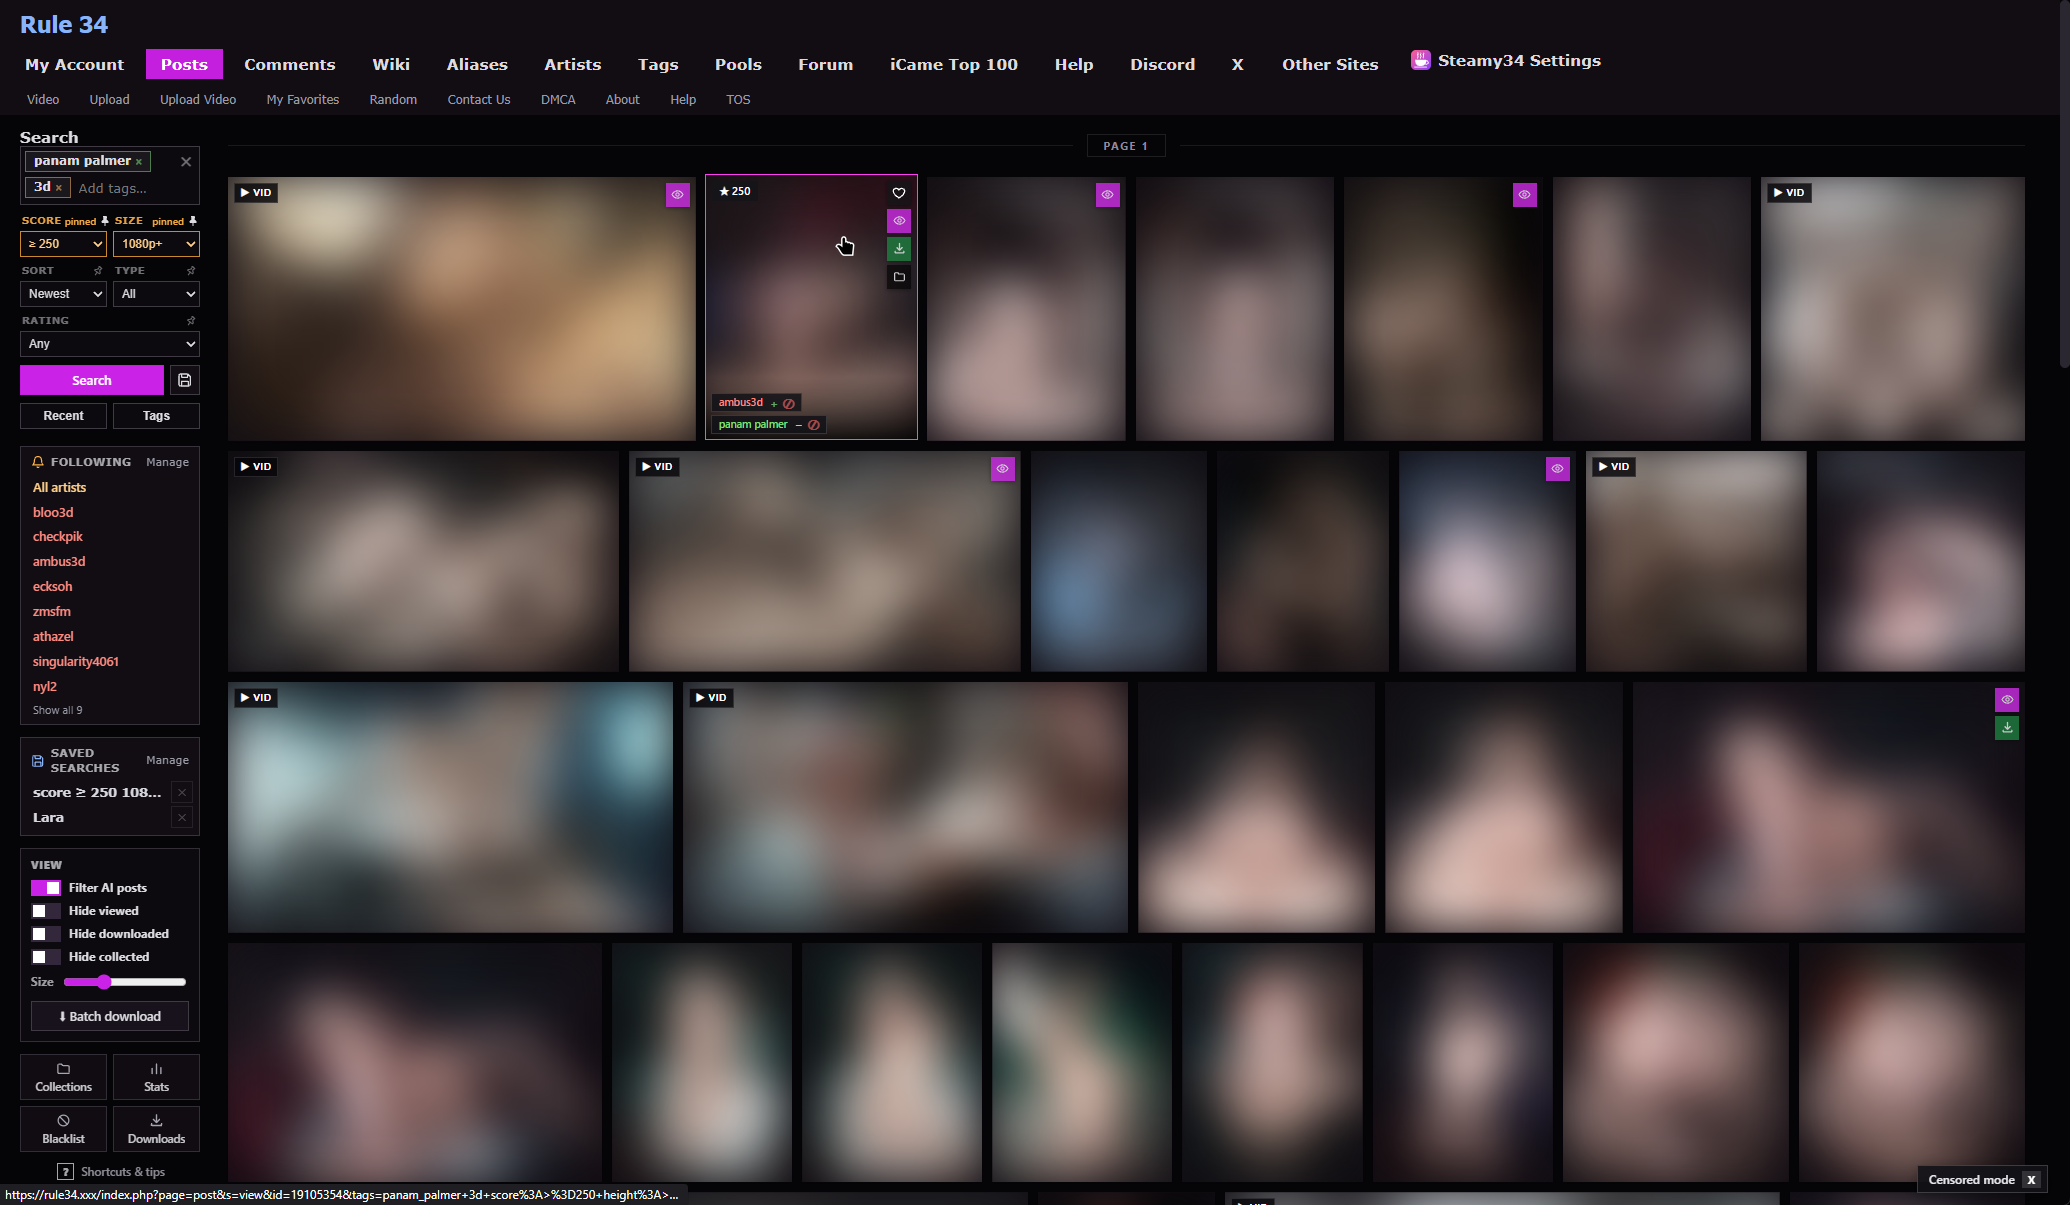 Rule 34
My Account Posts Comments Wiki Aliases Artists Tags Pools Forum iCame Top 100 Help Discord X Other Sites Steamy34 Settings
Video Upload Upload Video My Favorites Random Contact Us DMCA About Help TOS
Search
panam palmer ×
3d × Add tags...
SCORE pinned SIZE pinned
≥ 250 1080p+
SORT TYPE
Newest All
RATING
Any
Search
Recent Tags
FOLLOWING Manage
All artists
bloo3d
checkpik
ambus3d
ecksoh
zmsfm
athazel
singularity4061
nyl2
Show all 9
SAVED SEARCHES Manage
score ≥ 250 108...
Lara
VIEW
Filter AI posts
Hide viewed
Hide downloaded
Hide collected
Size
Batch download
Collections Stats
Blacklist Downloads
? Shortcuts & tips
PAGE 1
VID
★ 250
ambus3d +
panam palmer −
VID
VID
VID
VID
VID
VID
VID
Censored mode X
https://rule34.xxx/index.php?page=post&s=view&id=19105354&tags=panam_palmer+3d+score%3A>%3D250+height%3A>...